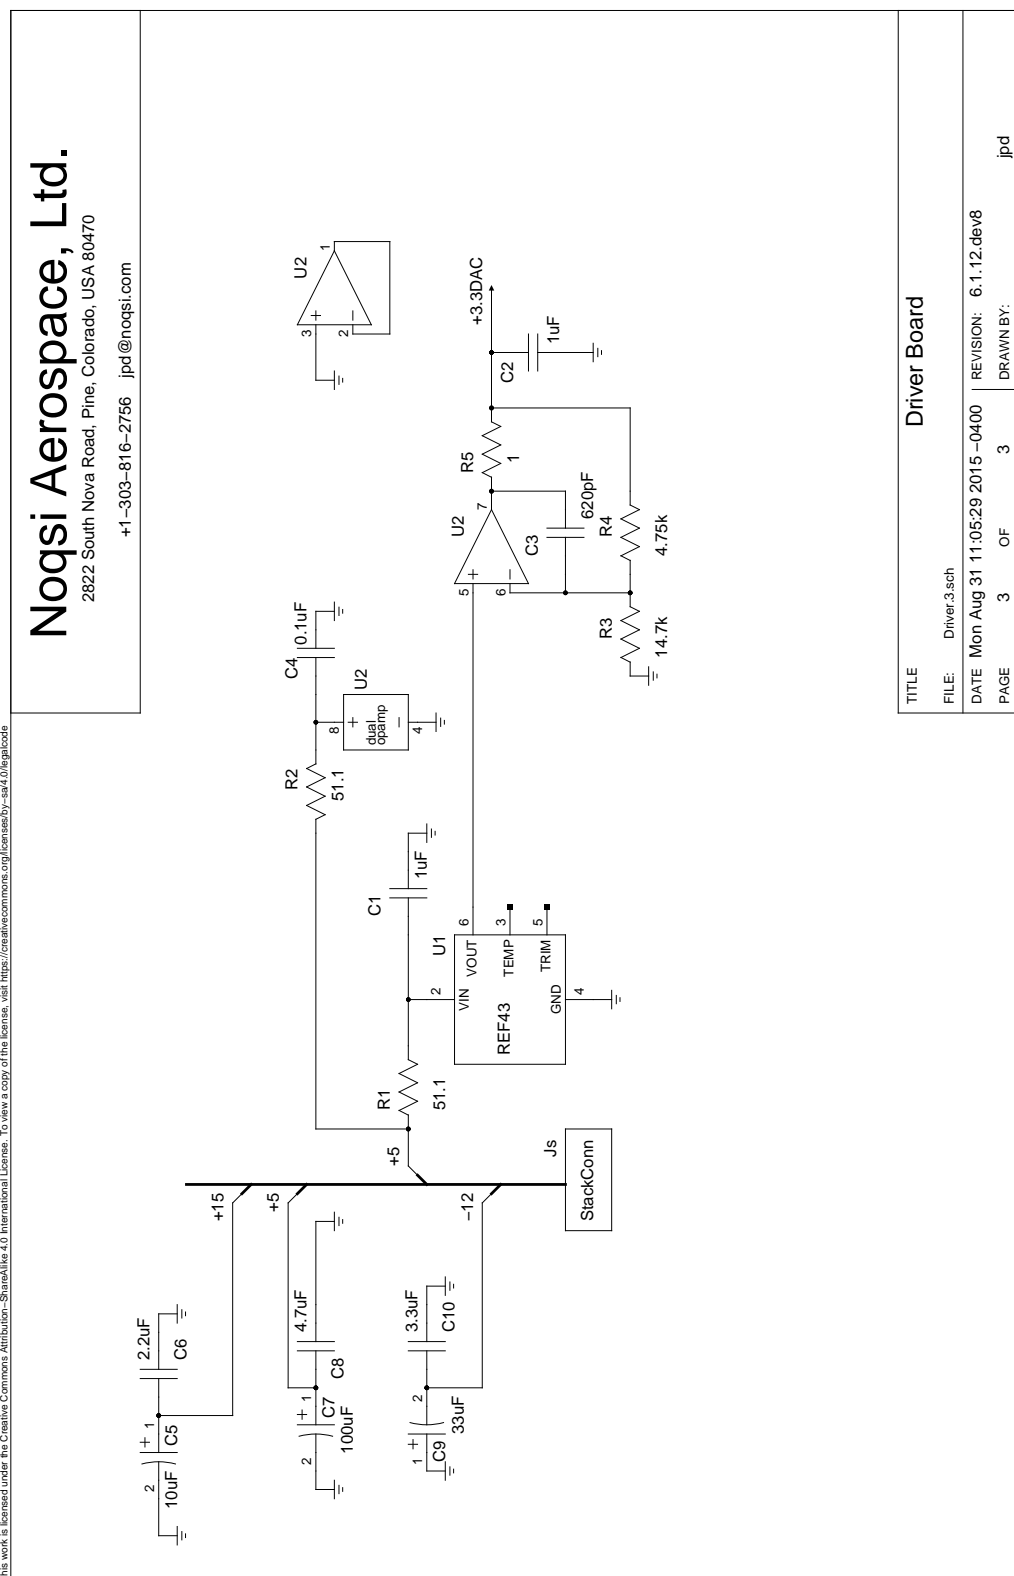 his work is licensed under the Creative Commons Attribution−ShareAlike 4.0 International License. To view a copy of the license, visit https://creativecommons.org/licenses/by−sa/4.0/legalcode
Noqsi Aerospace, Ltd.
2822 South Nova Road, Pine, Colorado, USA 80470
+1−303−816−2756 jpd@noqsi.com
2.2uF
C6
1
+
C5
2
10uF
+15
4.7uF
C8
1
+
C7
2
100uF
+5
3.3uF
C10
2
33uF
1
+
C9
−12
+5
Js
StackConn
R1
51.1
R2
51.1
C4
0.1uF
U2
8
+
dual
opamp
−
4
C1
1uF
U1
2
VIN
VOUT
6
TEMP
3
TRIM
5
GND
4
REF43
U2
3
+
2
−
1
U2
5
+
6
−
7
R5
1
C3
620pF
R4
4.75k
R3
14.7k
C2
1uF
+3.3DAC
TITLE
Driver Board
FILE: Driver.3.sch
DATE Mon Aug 31 11:05:29 2015 −0400
REVISION: 6.1.12.dev8
PAGE 3 OF 3
DRAWN BY: jpd